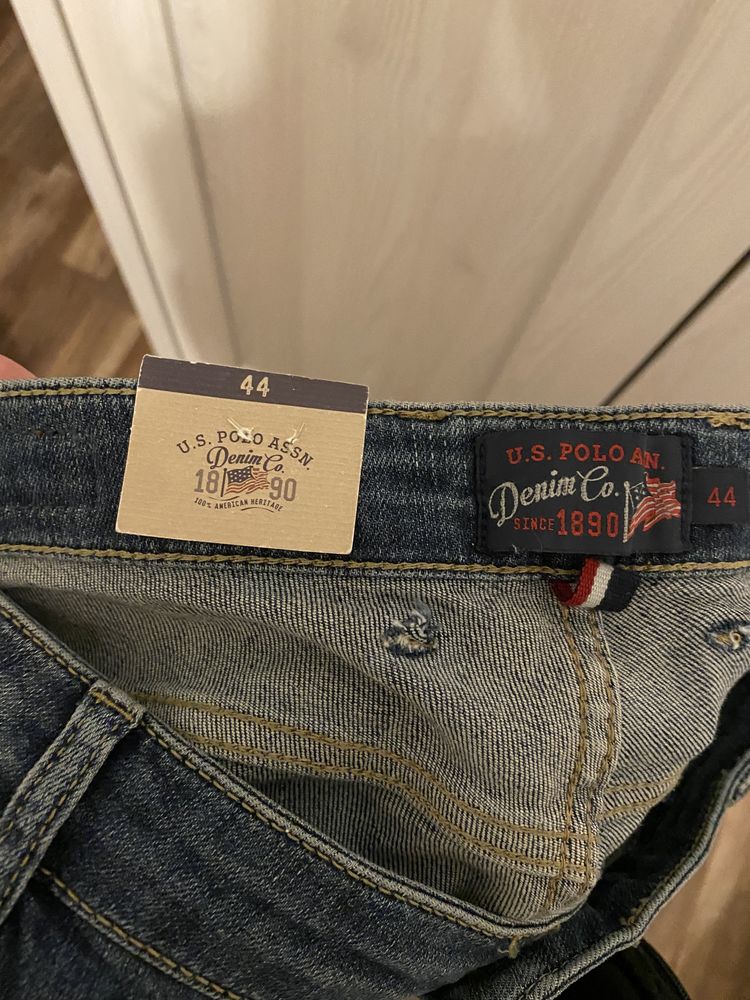 44
U.S. POLO ASSN.
Denim Co.
18 90
100% AMERICAN HERITAGE
U.S. POLO AN.
Denim Co.
SINCE 1890
44